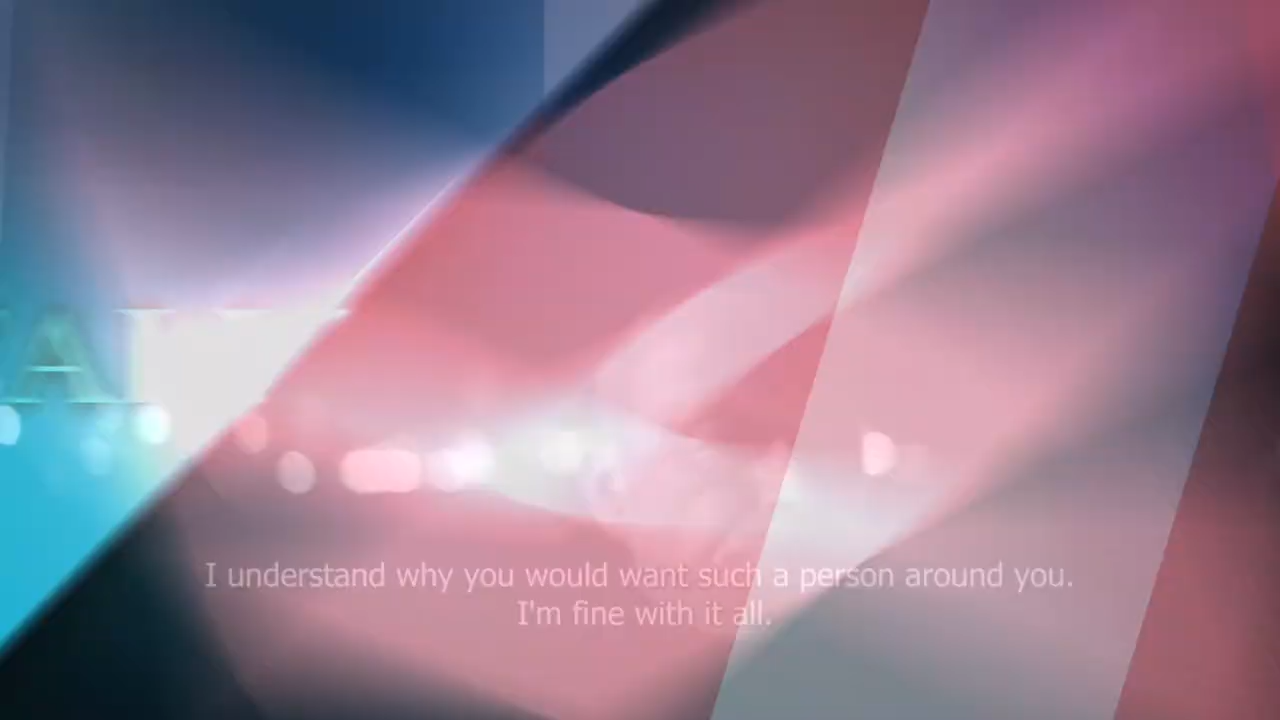 I understand why you would want such a person around you.
I'm fine with it all.